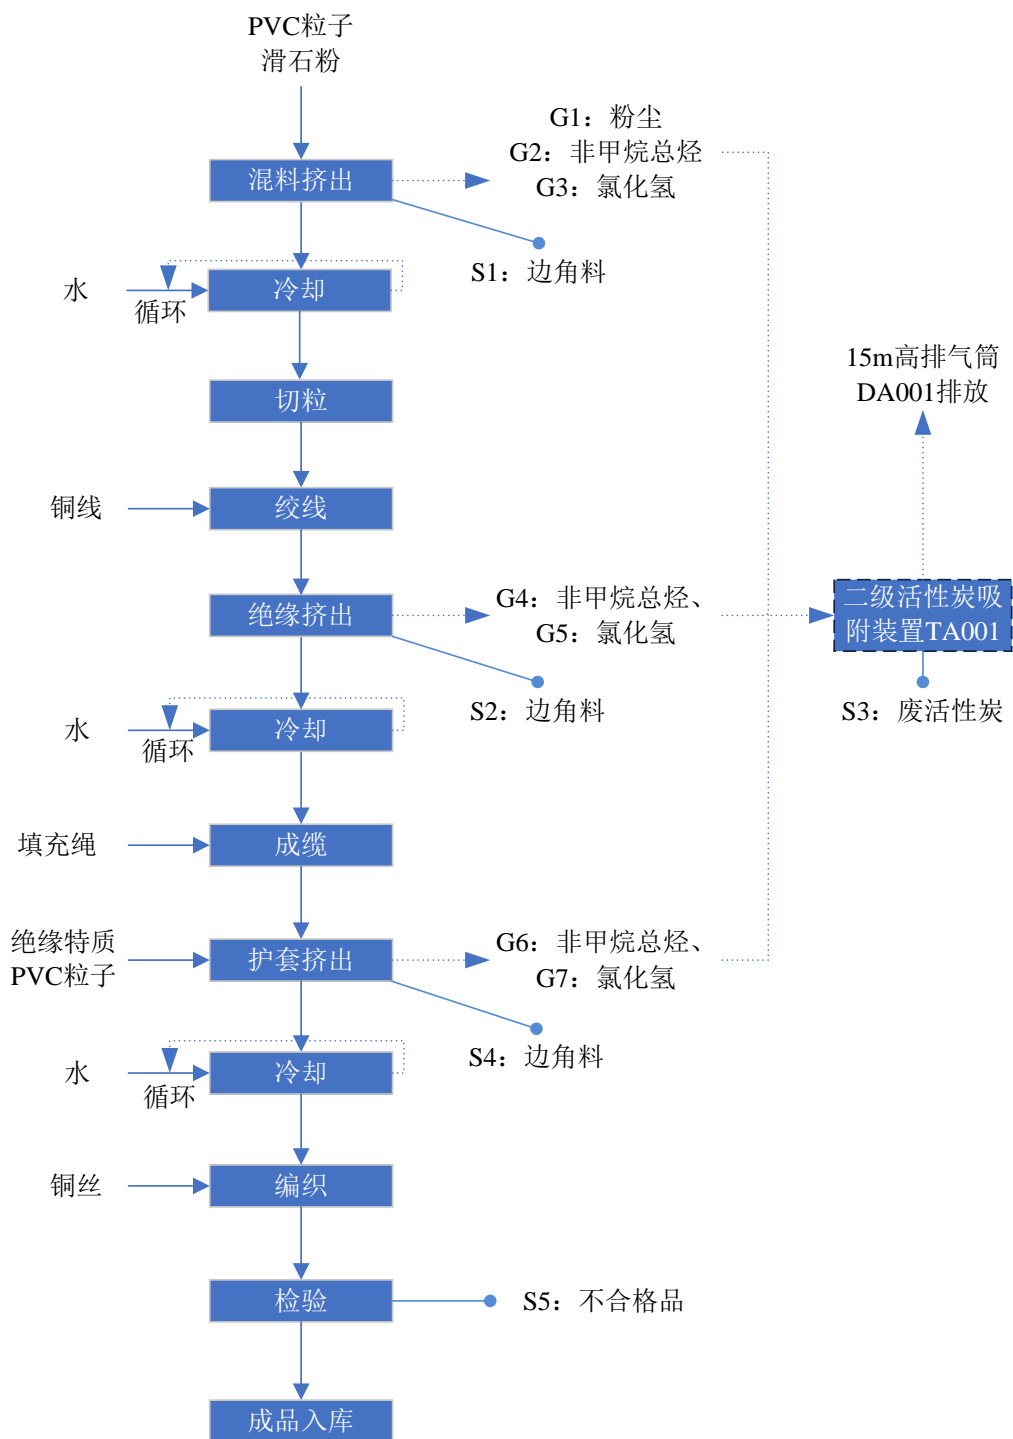 PVC粒子
滑石粉
G1：粉尘
G2：非甲烷总烃
G3：氯化氢
混料挤出
S1：边角料
水
循环
冷却
15m高排气筒
DA001排放
切粒
铜线
绞线
绝缘挤出
G4：非甲烷总烃、
G5：氯化氢
二级活性炭吸
附装置TA001
S2：边角料
S3：废活性炭
水
循环
冷却
填充绳
成缆
绝缘特质
PVC粒子
护套挤出
G6：非甲烷总烃、
G7：氯化氢
S4：边角料
水
循环
冷却
铜丝
编织
检验
S5：不合格品
成品入库